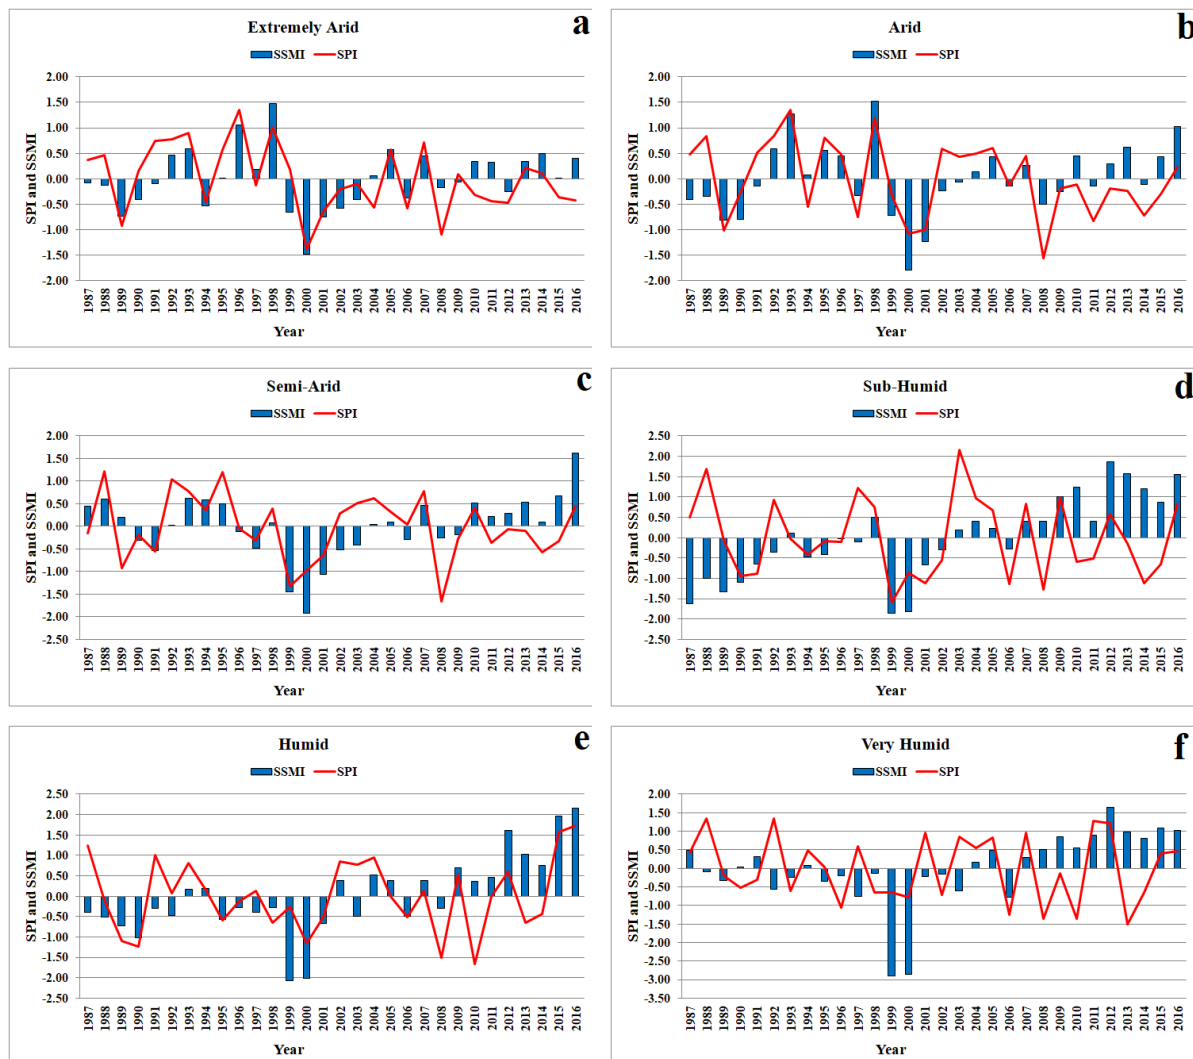 Extremely Arid
a
SSMI SPI
SPI and SSMI
2.00
1.50
1.00
0.50
0.00
-0.50
-1.00
-1.50
-2.00
1987 1988 1989 1990 1991 1992 1993 1994 1995 1996 1997 1998 1999 2000 2001 2002 2003 2004 2005 2006 2007 2008 2009 2010 2011 2012 2013 2014 2015 2016
Year
Arid
b
SSMI SPI
SPI and SSMI
2.00
1.50
1.00
0.50
0.00
-0.50
-1.00
-1.50
-2.00
1987 1988 1989 1990 1991 1992 1993 1994 1995 1996 1997 1998 1999 2000 2001 2002 2003 2004 2005 2006 2007 2008 2009 2010 2011 2012 2013 2014 2015 2016
Year
Semi-Arid
c
SSMI SPI
SPI and SSMI
2.00
1.50
1.00
0.50
0.00
-0.50
-1.00
-1.50
-2.00
-2.50
1987 1988 1989 1990 1991 1992 1993 1994 1995 1996 1997 1998 1999 2000 2001 2002 2003 2004 2005 2006 2007 2008 2009 2010 2011 2012 2013 2014 2015 2016
Year
Sub-Humid
d
SSMI SPI
SPI and SSMI
2.50
2.00
1.50
1.00
0.50
0.00
-0.50
-1.00
-1.50
-2.00
-2.50
1987 1988 1989 1990 1991 1992 1993 1994 1995 1996 1997 1998 1999 2000 2001 2002 2003 2004 2005 2006 2007 2008 2009 2010 2011 2012 2013 2014 2015 2016
Year
Humid
e
SSMI SPI
SPI and SSMI
2.50
2.00
1.50
1.00
0.50
0.00
-0.50
-1.00
-1.50
-2.00
-2.50
1987 1988 1989 1990 1991 1992 1993 1994 1995 1996 1997 1998 1999 2000 2001 2002 2003 2004 2005 2006 2007 2008 2009 2010 2011 2012 2013 2014 2015 2016
Year
Very Humid
f
SSMI SPI
SPI and SSMI
2.00
1.50
1.00
0.50
0.00
-0.50
-1.00
-1.50
-2.00
-2.50
-3.00
-3.50
1987 1988 1989 1990 1991 1992 1993 1994 1995 1996 1997 1998 1999 2000 2001 2002 2003 2004 2005 2006 2007 2008 2009 2010 2011 2012 2013 2014 2015 2016
Year